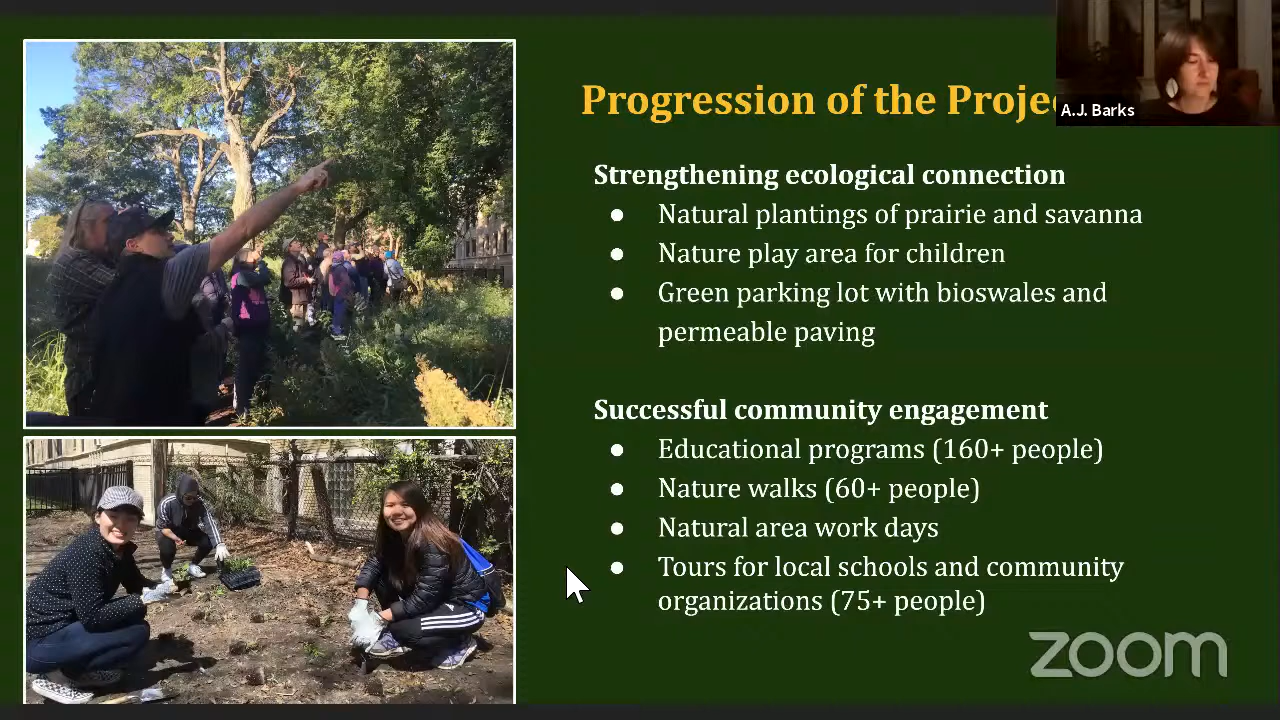 Progression of the Proje
A.J. Barks
Strengthening ecological connection
● Natural plantings of prairie and savanna
● Nature play area for children
● Green parking lot with bioswales and
permeable paving
Successful community engagement
● Educational programs (160+ people)
● Nature walks (60+ people)
● Natural area work days
● Tours for local schools and community
organizations (75+ people)
zoom